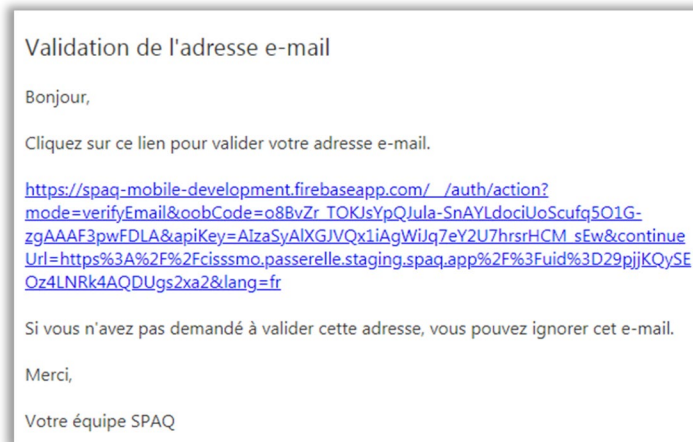 Validation de l'adresse e-mail
Bonjour,
Cliquez sur ce lien pour valider votre adresse e-mail.
https://spaq-mobile-development.firebaseapp.com/__/auth/action?
mode=verifyEmail&oobCode=o8BvZr_TOKJsYpQJula-SnAYLdociUoScufq5O1G-
zgAAAF3pwFDLA&apiKey=AIzaSyAlXGJVQx1iAgWiJq7eY2U7hrsrHCM_sEw&continue
Url=https%3A%2F%2Fcisssmo.passerelle.staging.spaq.app%2F%3Fuid%3D29pjjKQySE
Oz4LNRk4AQDUgs2xa2&lang=fr
Si vous n'avez pas demandé à valider cette adresse, vous pouvez ignorer cet e-mail.
Merci,
Votre équipe SPAQ